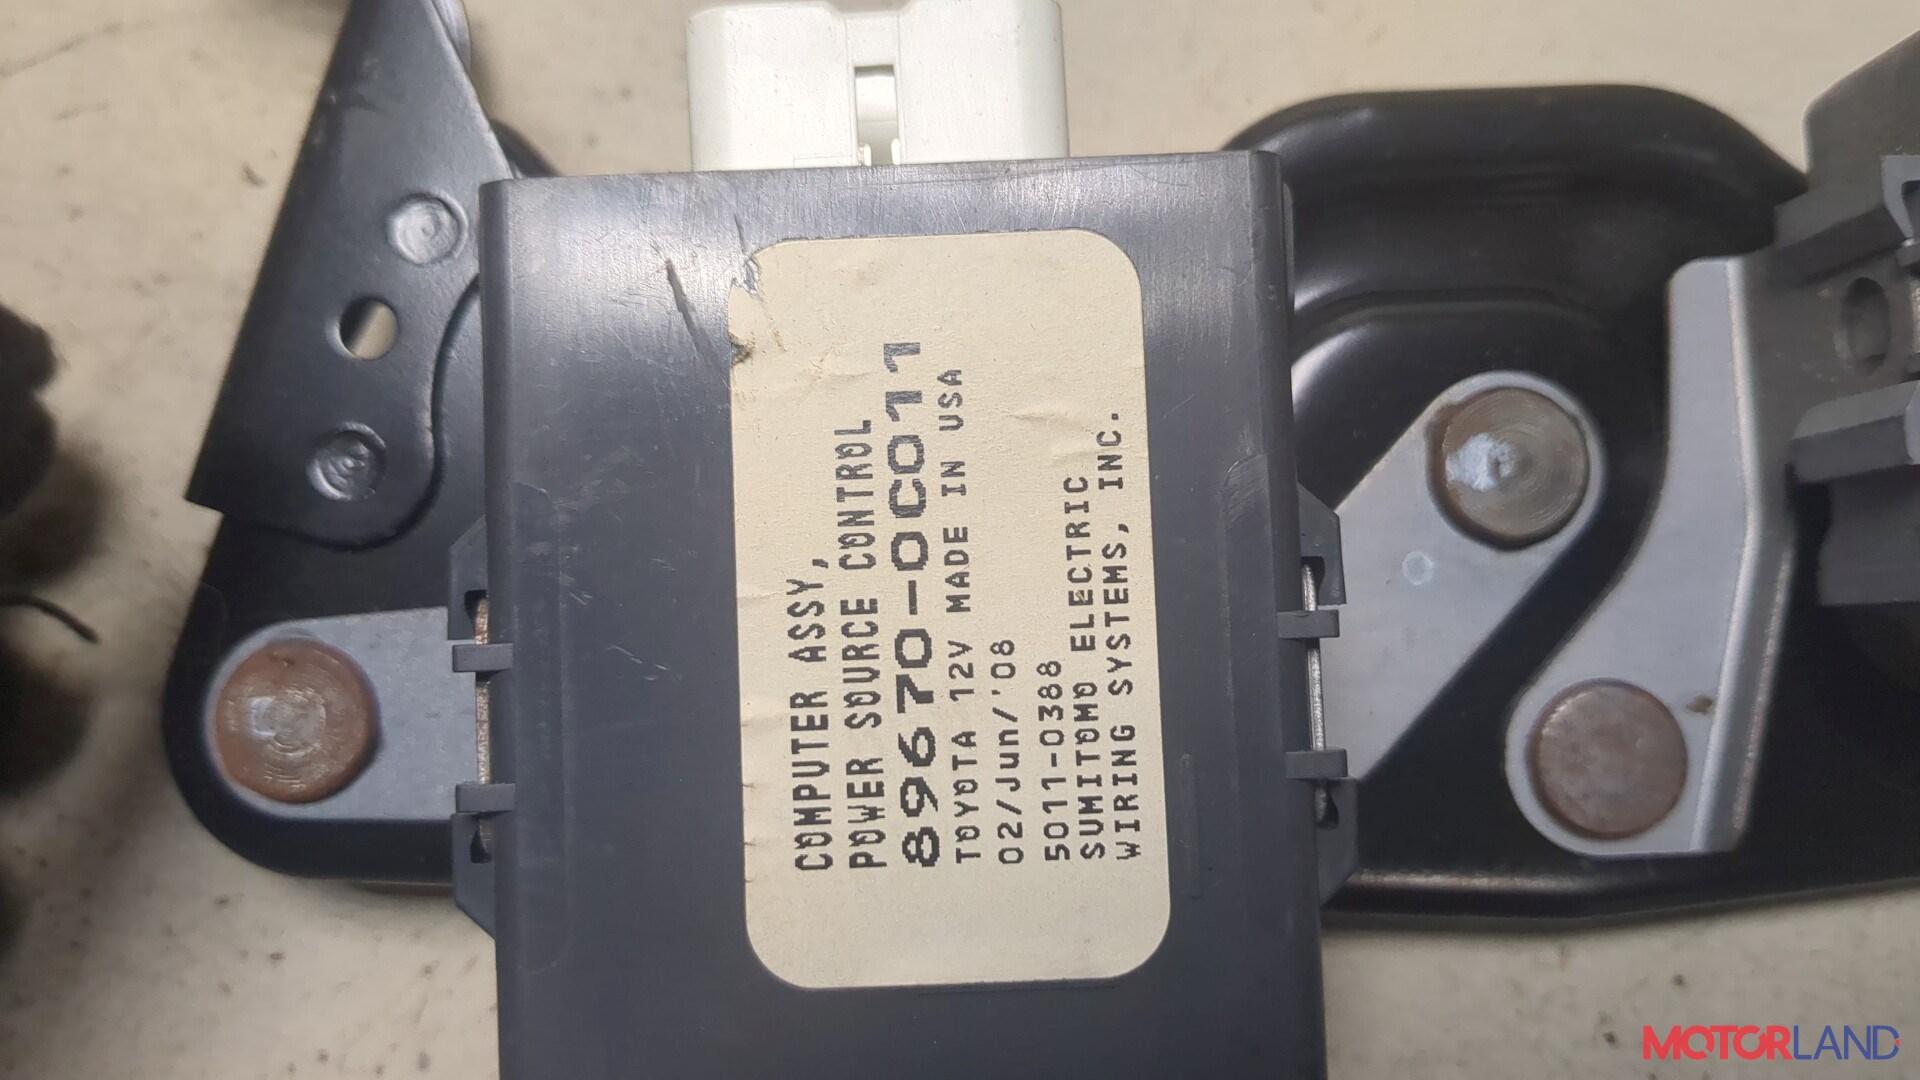 COMPUTER ASSY,
POWER SOURCE CONTROL
89670-0C011
TOYOTA 12V MADE IN USA
02/Jun/'08
5011-0388
SUMITOMO ELECTRIC
WIRING SYSTEMS, INC.
MOTORLAND